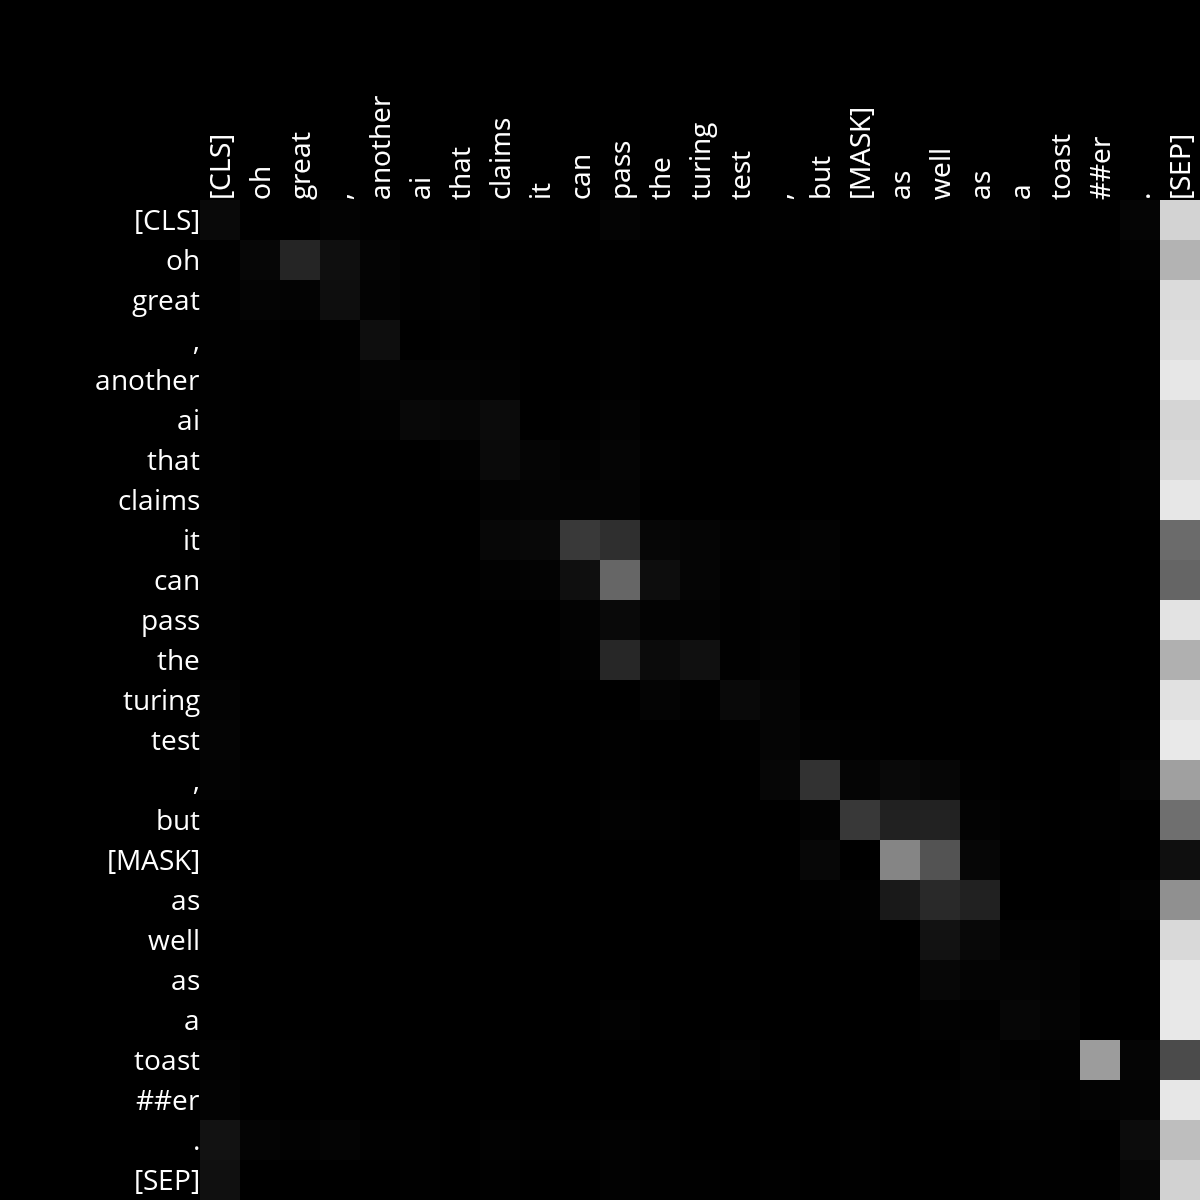 [CLS] oh great , another ai that claims it can pass the turing test , but [MASK] as well as a toast ##er . [SEP]
[CLS]
oh
great
,
another
ai
that
claims
it
can
pass
the
turing
test
,
but
[MASK]
as
well
as
a
toast
##er
.
[SEP]